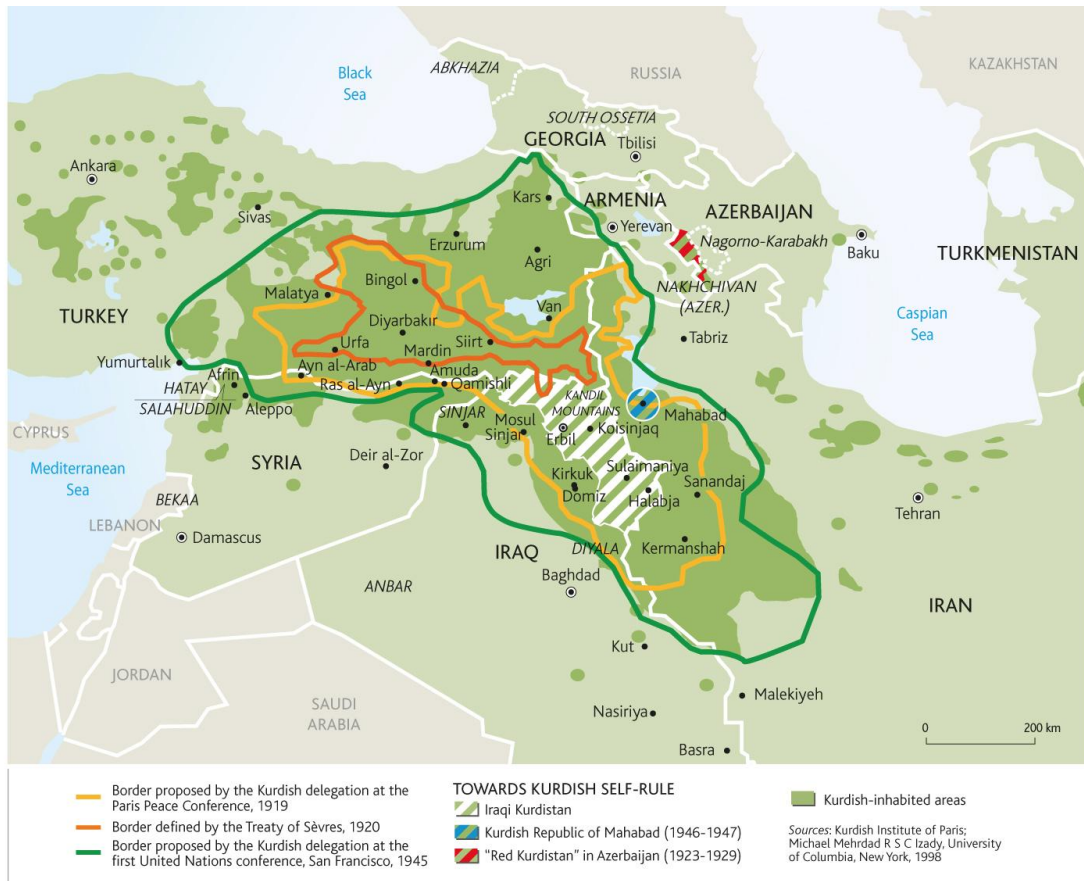 KAZAKHSTAN
ABKHAZIA
RUSSIA
Black
Sea
SOUTH OSSETIA
GEORGIA
Tbilisi
Ankara
Kars
ARMENIA
AZERBAIJAN
Sivas
Yerevan
Nagorno-Karabakh
Baku
Erzurum
Agri
TURKMENISTAN
Bingol
NAKHCHIVAN
(AZER.)
Malatya
Van
Caspian
Sea
TURKEY
Diyarbakir
Siirt
Tabriz
Urfa
Mardin
Yumurtalık
Afrin
Ayn al-Arab
Amuda
Ras al-Ayn
Qamishli
HATAY
SALAHUDDIN
Aleppo
KANDIL
MOUNTAINS
Mahabad
SINJAR
Mosul
Sinjar
Erbil
Koisinjaq
CYPRUS
SYRIA
Deir al-Zor
Mediterranean
Sea
Kirkuk
Domiz
Sulaimaniya
Sanandaj
Halabja
BEKAA
Tehran
LEBANON
Damascus
IRAQ
DIYALA
Kermanshah
Baghdad
ANBAR
IRAN
Kut
JORDAN
Malekiyeh
SAUDI
ARABIA
Nasiriya
0 200 km
Basra
Border proposed by the Kurdish delegation at the
Paris Peace Conference, 1919
Border defined by the Treaty of Sèvres, 1920
Border proposed by the Kurdish delegation at the
first United Nations conference, San Francisco, 1945
TOWARDS KURDISH SELF-RULE
Iraqi Kurdistan
Kurdish Republic of Mahabad (1946-1947)
“Red Kurdistan” in Azerbaijan (1923-1929)
Kurdish-inhabited areas
Sources: Kurdish Institute of Paris;
Michael Mehrdad R S C Izady, University
of Columbia, New York, 1998